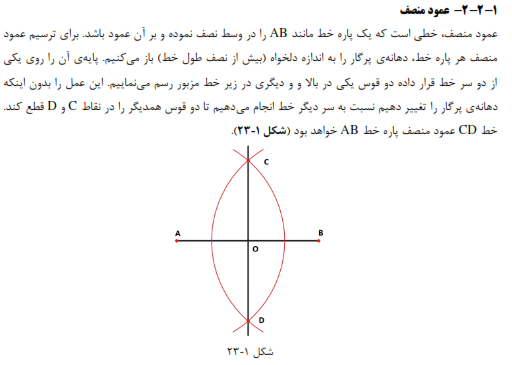 ۱-۲-۲- عمود منصف
عمود منصف، خطی است که یک پاره خط مانند AB را در وسط نصف نموده و بر آن عمود باشد. برای ترسیم عمود
منصف هر پاره خط، دهانه‌ی پرگار را به اندازه دلخواه (بیش از نصف طول خط) باز می‌کنیم. پایه‌ی آن را روی یکی
از دو سر خط قرار داده دو قوس یکی در بالا و و دیگری در زیر خط مزبور رسم می‌نماییم. این عمل را بدون اینکه
دهانه‌ی پرگار را تغییر دهیم نسبت به سر دیگر خط انجام می‌دهیم تا دو قوس همدیگر را در نقاط C و D قطع کند.
خط CD عمود منصف پاره خط AB خواهد بود (شکل ۱-۲۳).
C
A
B
O
D
شکل ۱-۲۳